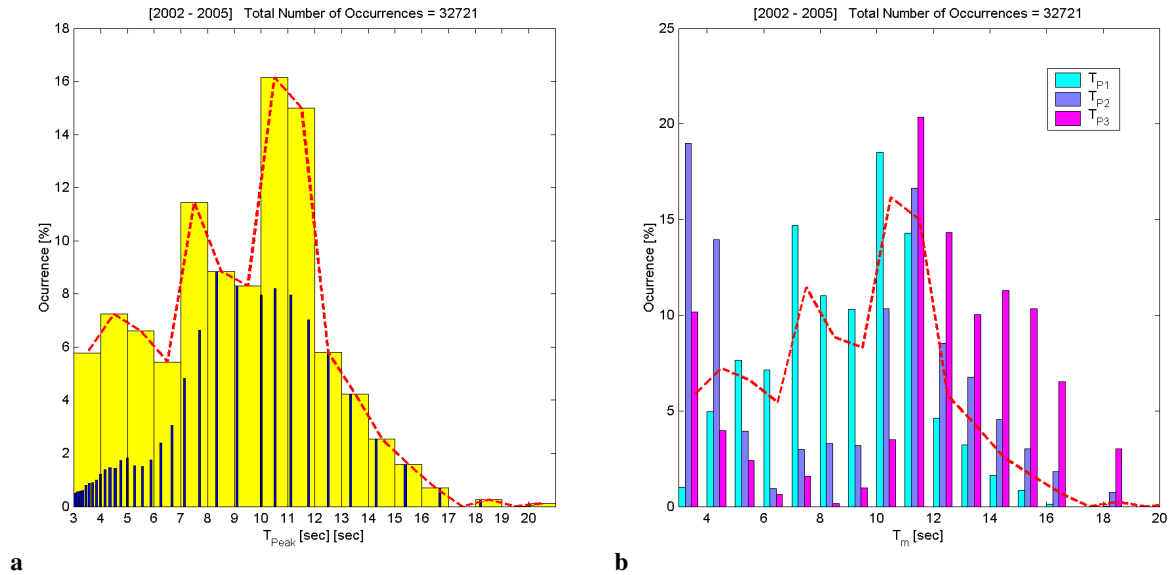 [2002 - 2005] Total Number of Occurrences = 32721
18
16
14
12
10
8
6
4
2
0
Ocurrence [%]
3 4 5 6 7 8 9 10 11 12 13 14 15 16 17 18 19 20
T_Peak [sec] [sec]
a
[2002 - 2005] Total Number of Occurrences = 32721
25
20
15
10
5
0
Ocurrence [%]
T_P1
T_P2
T_P3
4 6 8 10 12 14 16 18 20
T_m [sec]
b